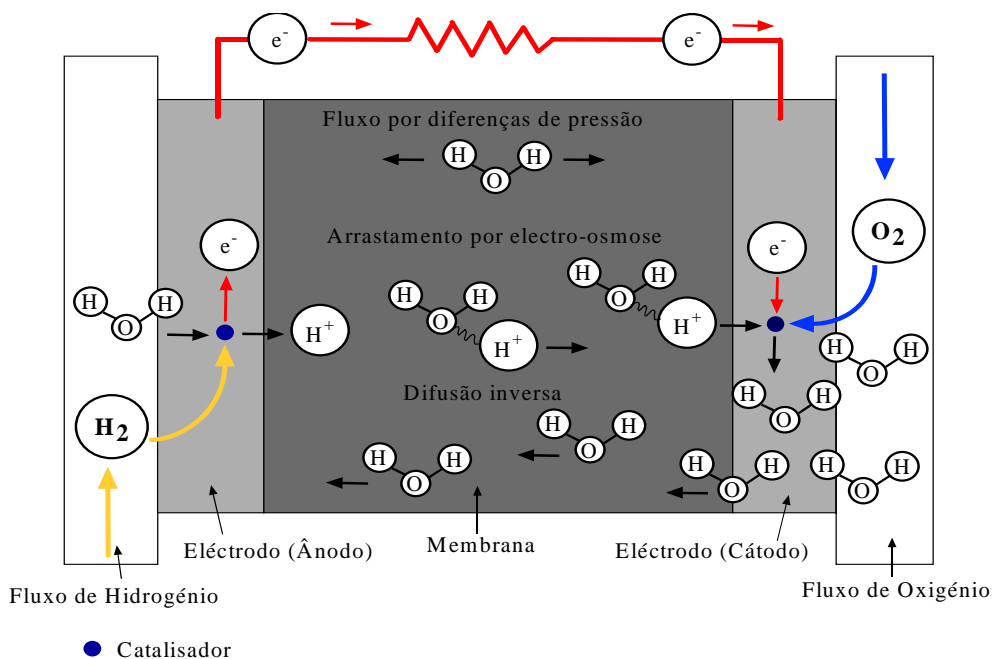 e-
e-
Fluxo por diferenças de pressão
H H
O
O2
Arrastamento por electro-osmose
e-
e-
H H
O
H H
O
H H
O
H+
H+
H+
H H
O
Difusão inversa
H H
O
H2
H H
O
H H
O
H H
O
H H
O
Eléctrodo (Ânodo)
Membrana
Eléctrodo (Cátodo)
Fluxo de Hidrogénio
Fluxo de Oxigénio
Catalisador